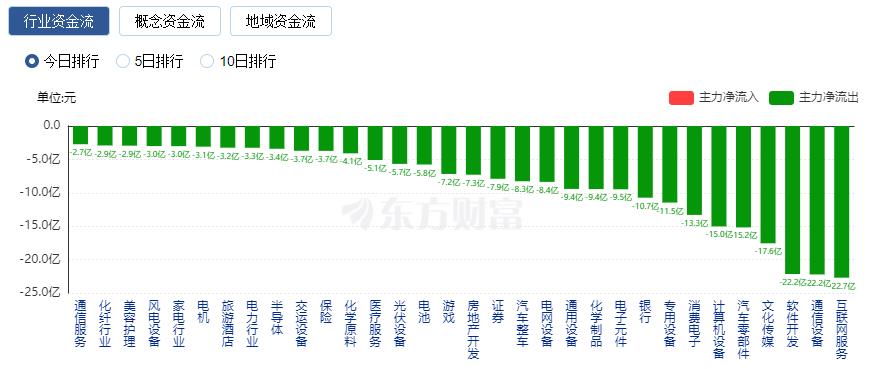 行业资金流 概念资金流 地域资金流
今日排行 5日排行 10日排行
单位:元 主力净流入 主力净流出
0.0
-5.0亿
-10.0亿
-15.0亿
-20.0亿
-25.0亿
-2.7亿 -2.9亿 -2.9亿 -3.0亿 -3.0亿 -3.1亿 -3.2亿 -3.3亿 -3.4亿 -3.7亿 -3.7亿 -4.1亿 -5.1亿 -5.7亿 -5.8亿 -7.2亿 -7.3亿 -7.9亿 -8.3亿 -8.4亿 -9.4亿 -9.4亿 -9.5亿 -10.7亿 -11.5亿 -13.3亿 -15.0亿 -15.2亿 -17.6亿 -22.2亿 -22.2亿 -22.7亿
东方财富
通信服务
化纤行业
美容护理
风电设备
家电行业
电机
旅游酒店
电力行业
半导体
交运设备
保险
化学原料
医疗服务
光伏设备
电池
游戏
房地产开发
证券
汽车整车
电网设备
通用设备
化学制品
电子元件
银行
专用设备
消费电子
计算机设备
汽车零部件
文化传媒
软件开发
通信设备
互联网服务